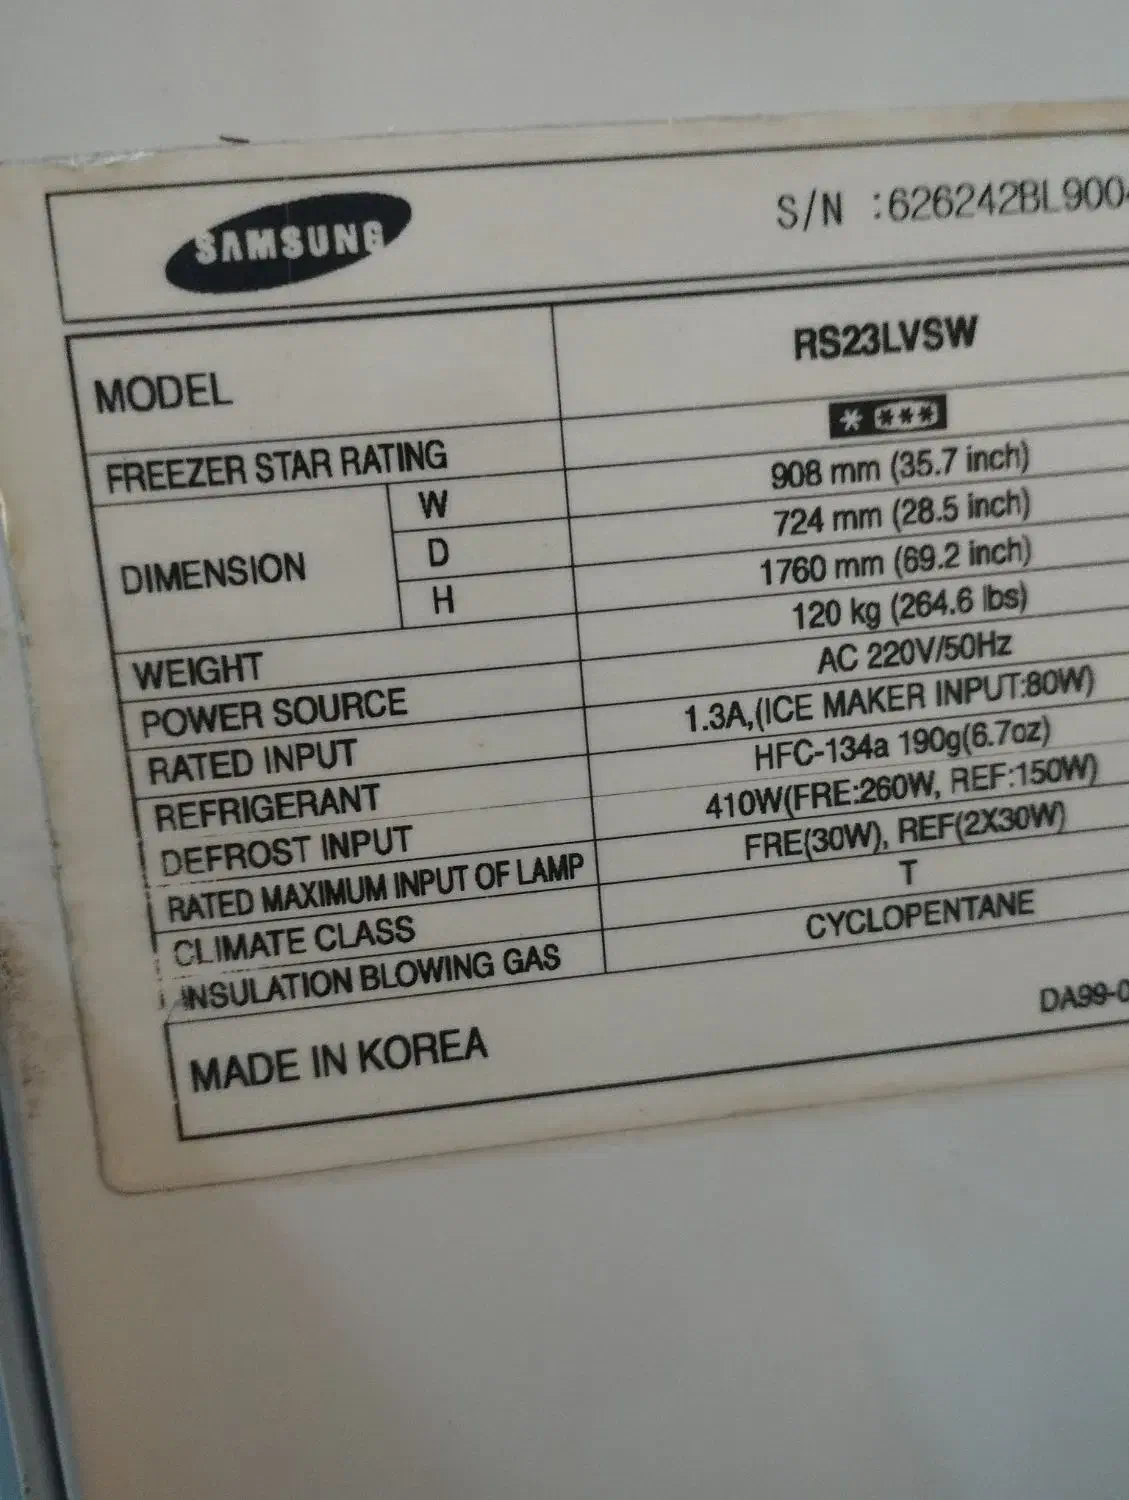 SAMSUNG S/N :626242BL900
MODEL RS23LVSW
FREEZER STAR RATING * ***
DIMENSION W 908 mm (35.7 inch)
D 724 mm (28.5 inch)
H 1760 mm (69.2 inch)
WEIGHT 120 kg (264.6 lbs)
POWER SOURCE AC 220V/50Hz
RATED INPUT 1.3A,(ICE MAKER INPUT:80W)
REFRIGERANT HFC-134a 190g(6.7oz)
DEFROST INPUT 410W(FRE:260W, REF:150W)
RATED MAXIMUM INPUT OF LAMP FRE(30W), REF(2X30W)
CLIMATE CLASS T
INSULATION BLOWING GAS CYCLOPENTANE
DA99-0
MADE IN KOREA